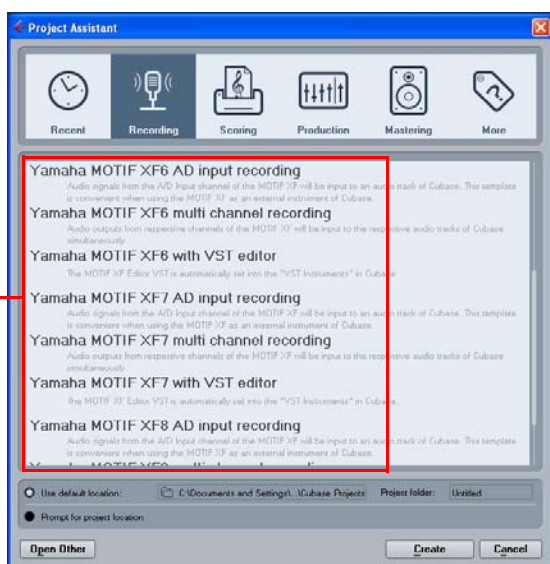 Project Assistant
Recent
Recording
Scoring
Production
Mastering
More
Yamaha MOTIF XF6 AD input recording
Audio signals from the A/D Input channel of the MOTIF XF will be input to an audio track of Cubase. This template
is convenient when using the MOTIF XF as an external instrument of Cubase.
Yamaha MOTIF XF6 multi channel recording
Audio outputs from respective channels of the MOTIF XF will be input to the respective audio tracks of Cubase
simultaneously.
Yamaha MOTIF XF6 with VST editor
The MOTIF XF Editor VST is automatically set into the "VST Instruments" in Cubase.
Yamaha MOTIF XF7 AD input recording
Audio signals from the A/D Input channel of the MOTIF XF will be input to an audio track of Cubase. This template
is convenient when using the MOTIF XF as an external instrument of Cubase.
Yamaha MOTIF XF7 multi channel recording
Audio outputs from respective channels of the MOTIF XF will be input to the respective audio tracks of Cubase
simultaneously.
Yamaha MOTIF XF7 with VST editor
The MOTIF XF Editor VST is automatically set into the "VST Instruments" in Cubase.
Yamaha MOTIF XF8 AD input recording
Audio signals from the A/D Input channel of the MOTIF XF will be input to an audio track of Cubase. This template
is convenient when using the MOTIF XF as an external instrument of Cubase.
Yamaha MOTIF XF8 multi channel recording
Use default location:
C:\Documents and Settings\...\Cubase Projects
Project folder:
Untitled
Prompt for project location
Open Other
Create
Cancel